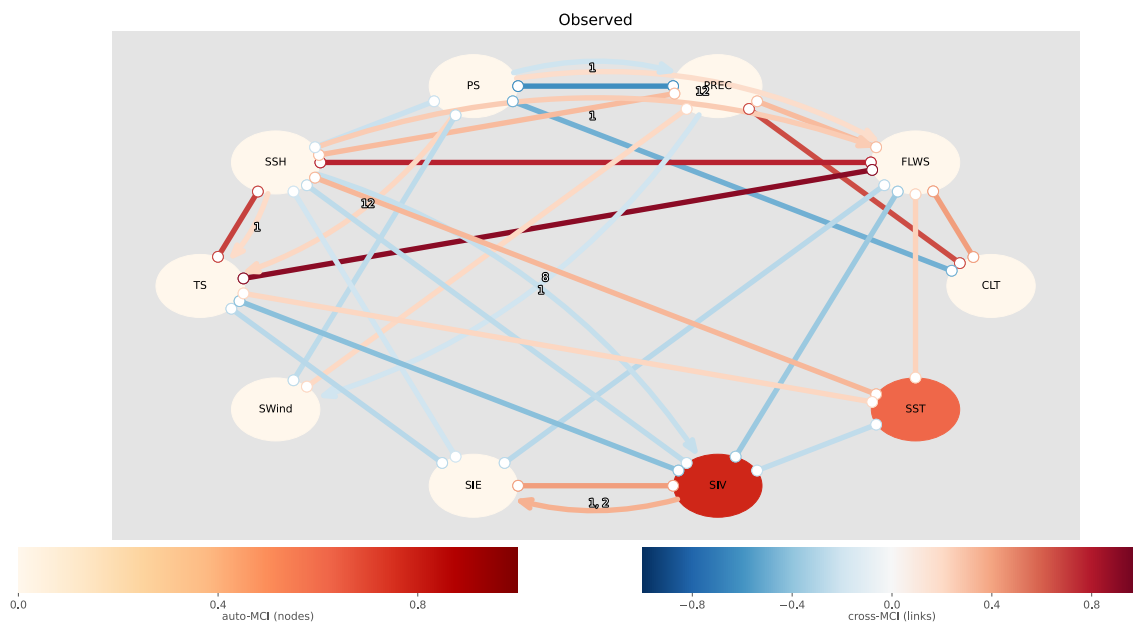 Observed
1
PS
PREC
12
1
SSH
FLWS
12
1
8
TS
1
CLT
SWind
SST
SIE
SIV
1, 2
0.0 0.4 0.8
auto-MCI (nodes)
−0.8 −0.4 0.0 0.4 0.8
cross-MCI (links)